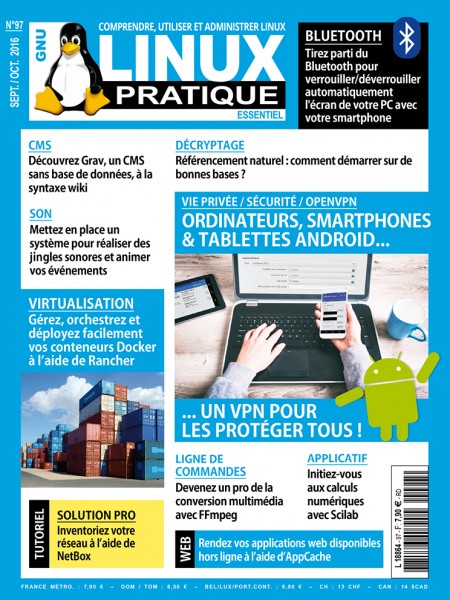 N°97
SEPT. / OCT. 2016
COMPRENDRE, UTILISER ET ADMINISTRER LINUX
GNU
LINUX
PRATIQUE
ESSENTIEL
BLUETOOTH
Tirez parti du
Bluetooth pour
verrouiller/déverrouiller
automatiquement
l'écran de votre PC avec
votre smartphone
CMS
Découvrez Grav, un CMS
sans base de données, à la
syntaxe wiki
DÉCRYPTAGE
Référencement naturel : comment démarrer sur de
bonnes bases ?
SON
Mettez en place un
système pour réaliser des
jingles sonores et animer
vos événements
VIE PRIVÉE / SÉCURITÉ / OPENVPN
ORDINATEURS, SMARTPHONES
& TABLETTES ANDROID...
VIRTUALISATION
Gérez, orchestrez et
déployez facilement
vos conteneurs Docker
à l'aide de Rancher
... UN VPN POUR
LES PROTÉGER TOUS !
LIGNE DE
COMMANDES
Devenez un pro de la
conversion multimédia
avec FFmpeg
APPLICATIF
Initiez-vous
aux calculs
numériques
avec Scilab
TUTORIEL
SOLUTION PRO
Inventoriez votre
réseau à l'aide de
NetBox
WEB
Rendez vos applications web disponibles
hors ligne à l'aide d'AppCache
L 18864 - 97 - F: 7,90 € - RD
FRANCE MÉTRO. : 7,90 € – DOM / TOM : 8,50 € – BEL/LUX/PORT.CONT. : 8,90 € – CH : 13 CHF – CAN : 14 $CAD